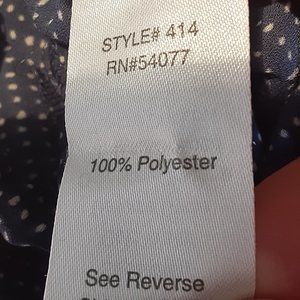 STYLE# 414
RN#54077
100% Polyester
See Reverse